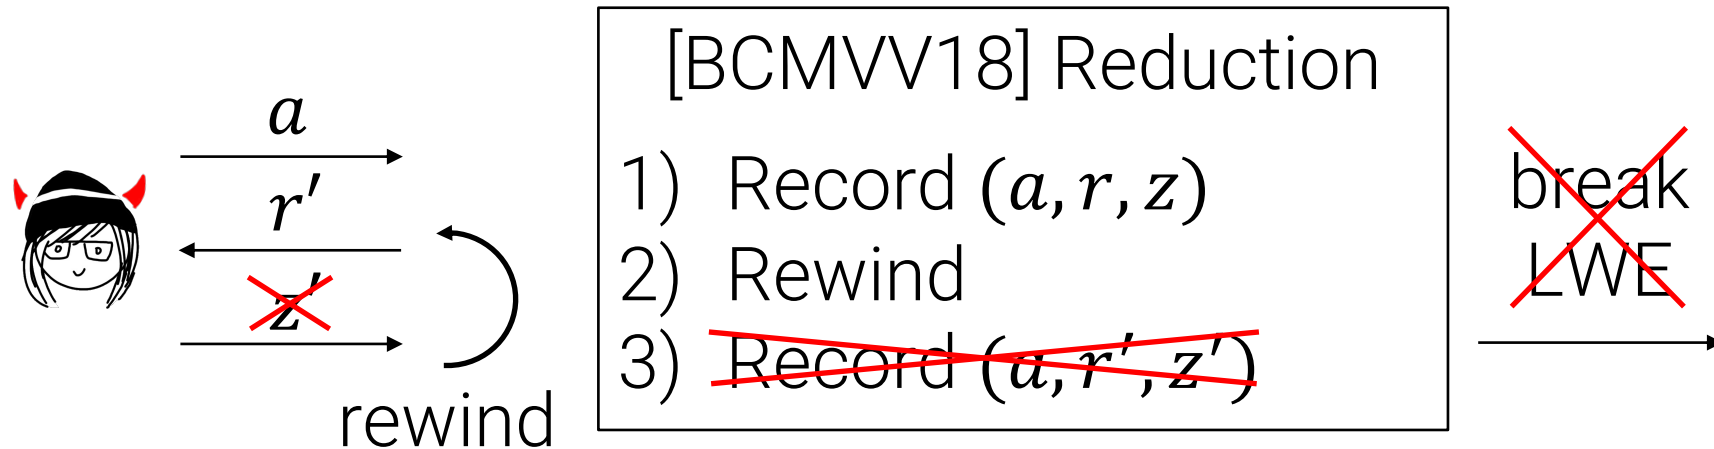 a
r′
z′
rewind
[BCMVV18] Reduction
1) Record (a, r, z)
2) Rewind
3) Record (a, r′, z′)
break
LWE